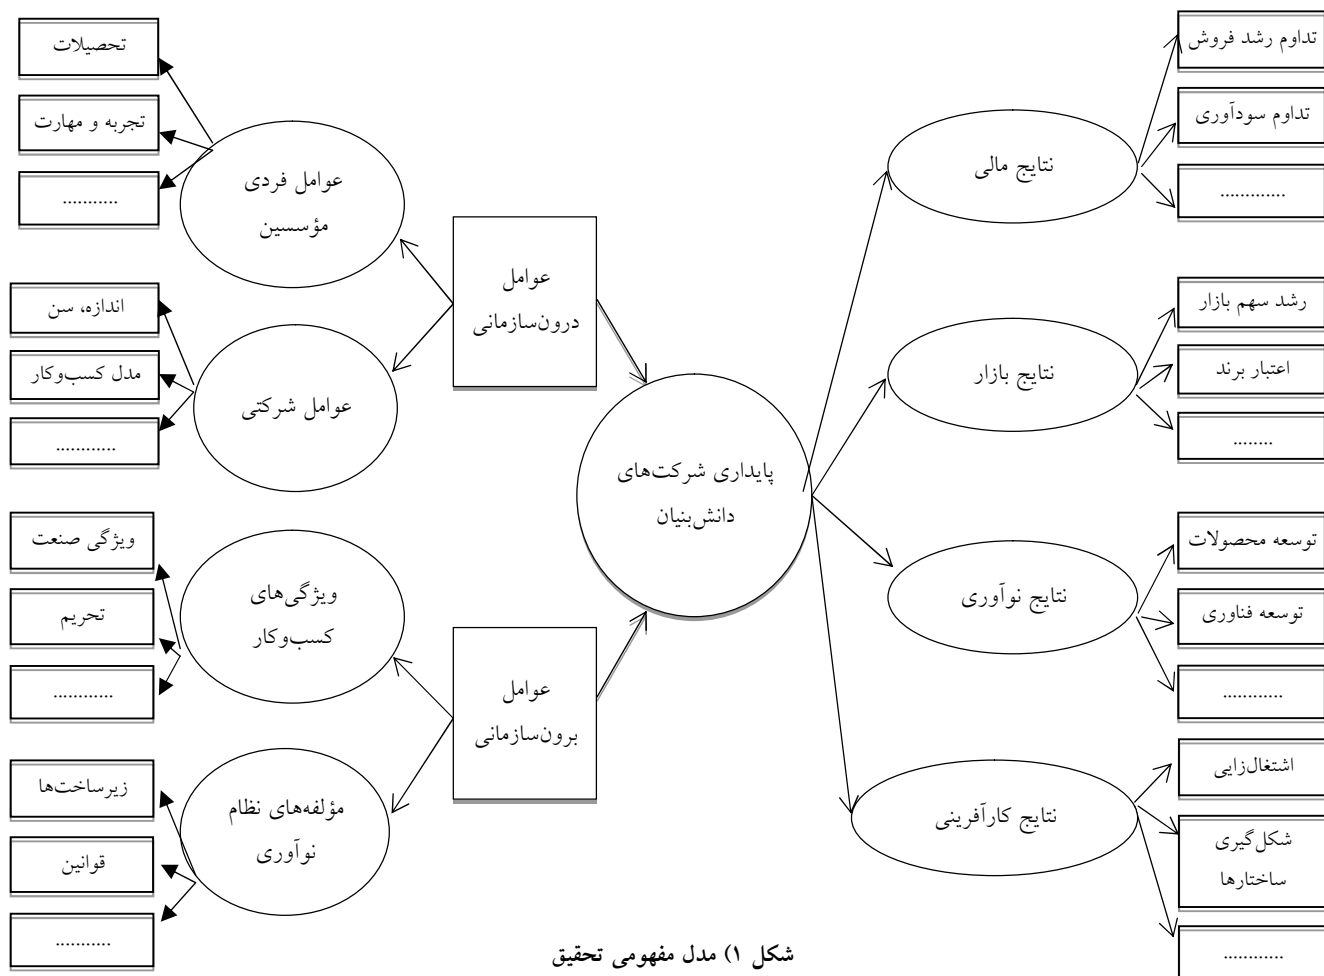 تداوم رشد فروش
تداوم سودآوری
.............
نتایج مالی
رشد سهم بازار
اعتبار برند
........
نتایج بازار
توسعه محصولات
توسعه فناوری
............
نتایج نوآوری
اشتغال‌زایی
شکل‌گیری
ساختارها
............
نتایج کارآفرینی
پایداری شرکت‌های
دانش‌بنیان
عوامل
درون‌سازمانی
عوامل
برون‌سازمانی
عوامل فردی
مؤسسین
تحصیلات
تجربه و مهارت
...........
عوامل شرکتی
اندازه، سن
مدل کسب‌وکار
............
ویژگی‌های
کسب‌وکار
ویژگی صنعت
تحریم
............
مؤلفه‌های نظام
نوآوری
زیرساخت‌ها
قوانین
...........
شکل ۱) مدل مفهومی تحقیق